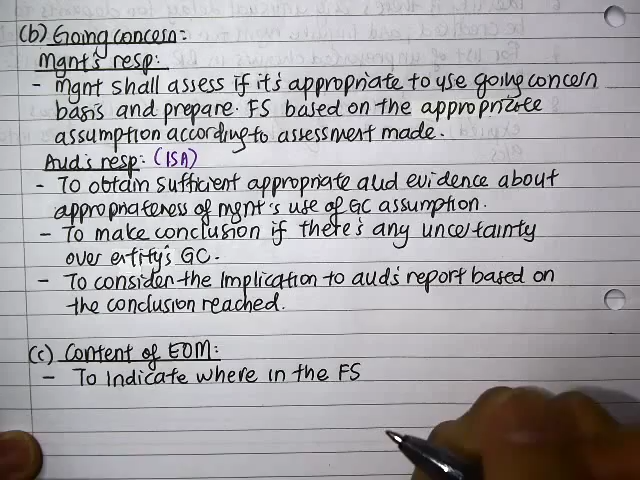 (b) Going concern:
Mgnt's resp:
- Mgnt shall assess if it's appropriate to use going concern
basis and prepare FS based on the appropriate
assumption according to assessment made.
Aud's resp: (ISA)
- To obtain sufficient appropriate aud evidence about
appropriateness of mgnt's use of GC assumption.
- To make conclusion if there's any uncertainty
over entity's GC.
- To consider the implication to aud's report based on
the conclusion reached.
(c) Content of EOM:
- To indicate where in the FS